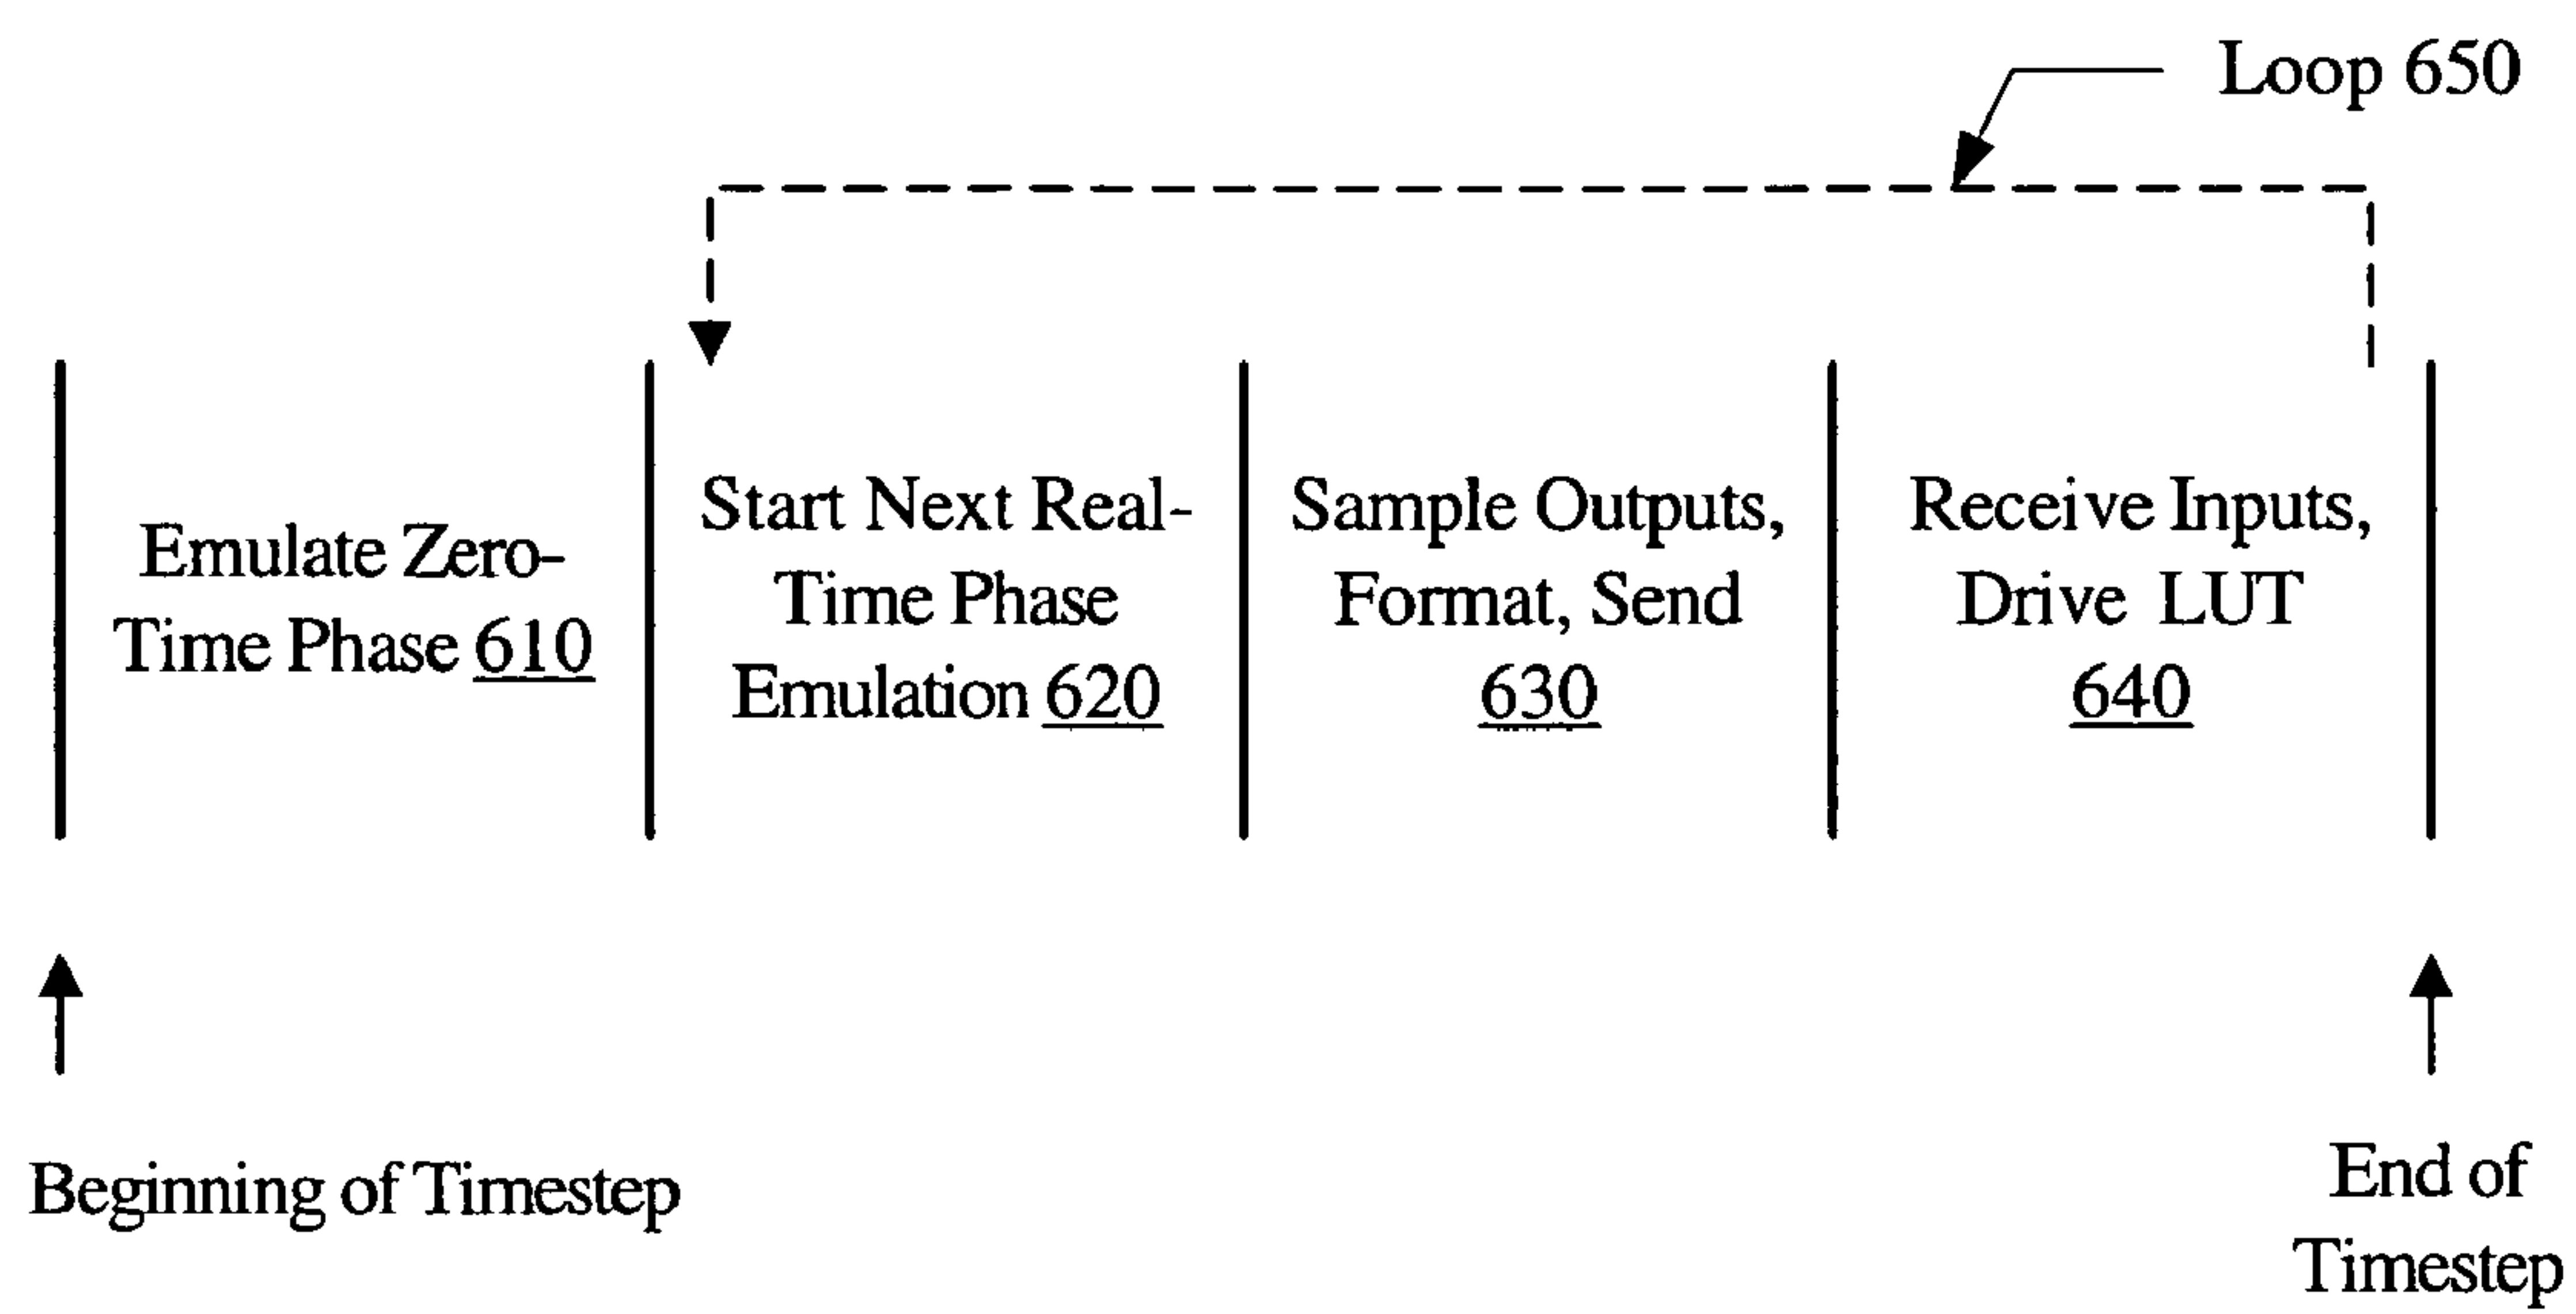 Loop 650
Emulate Zero-
Time Phase 610
Start Next Real-
Time Phase
Emulation 620
Sample Outputs,
Format, Send
630
Receive Inputs,
Drive LUT
640
Beginning of Timestep
End of
Timestep